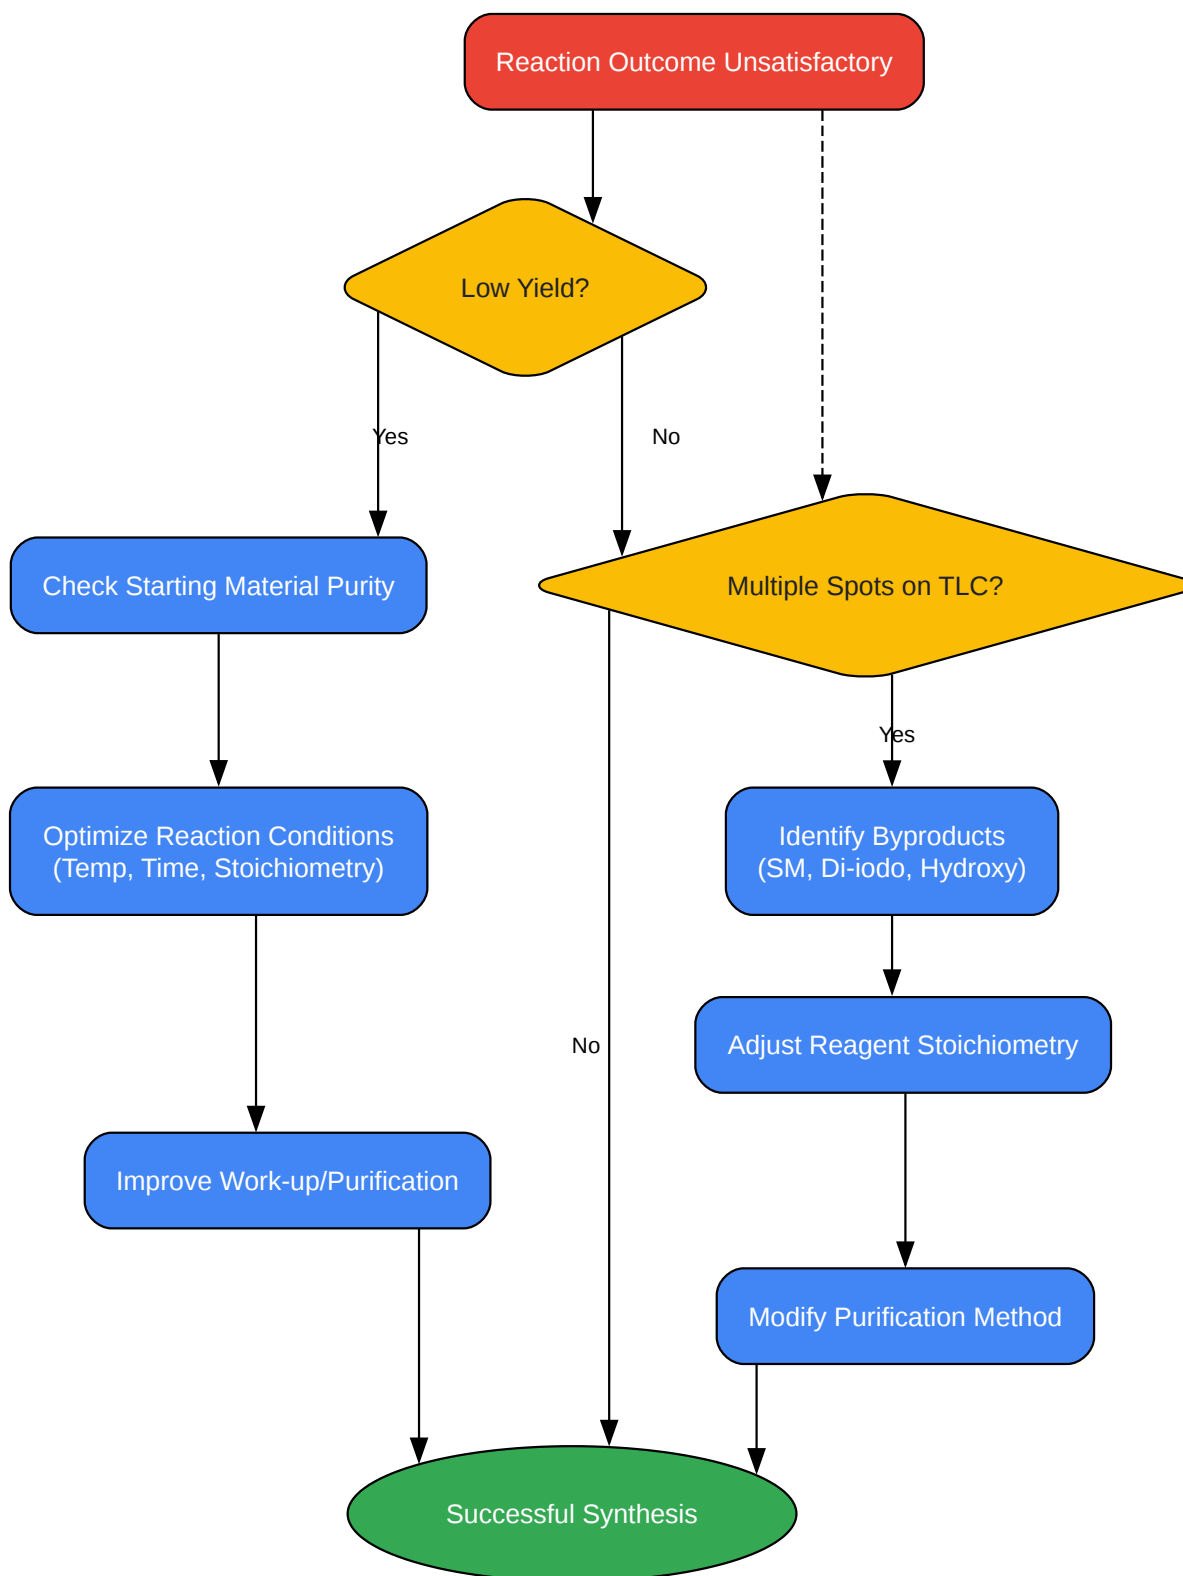 Reaction Outcome Unsatisfactory
Low Yield?
Yes
No
Check Starting Material Purity
Multiple Spots on TLC?
Yes
Optimize Reaction Conditions
(Temp, Time, Stoichiometry)
Identify Byproducts
(SM, Di-iodo, Hydroxy)
No
Adjust Reagent Stoichiometry
Improve Work-up/Purification
Modify Purification Method
Successful Synthesis